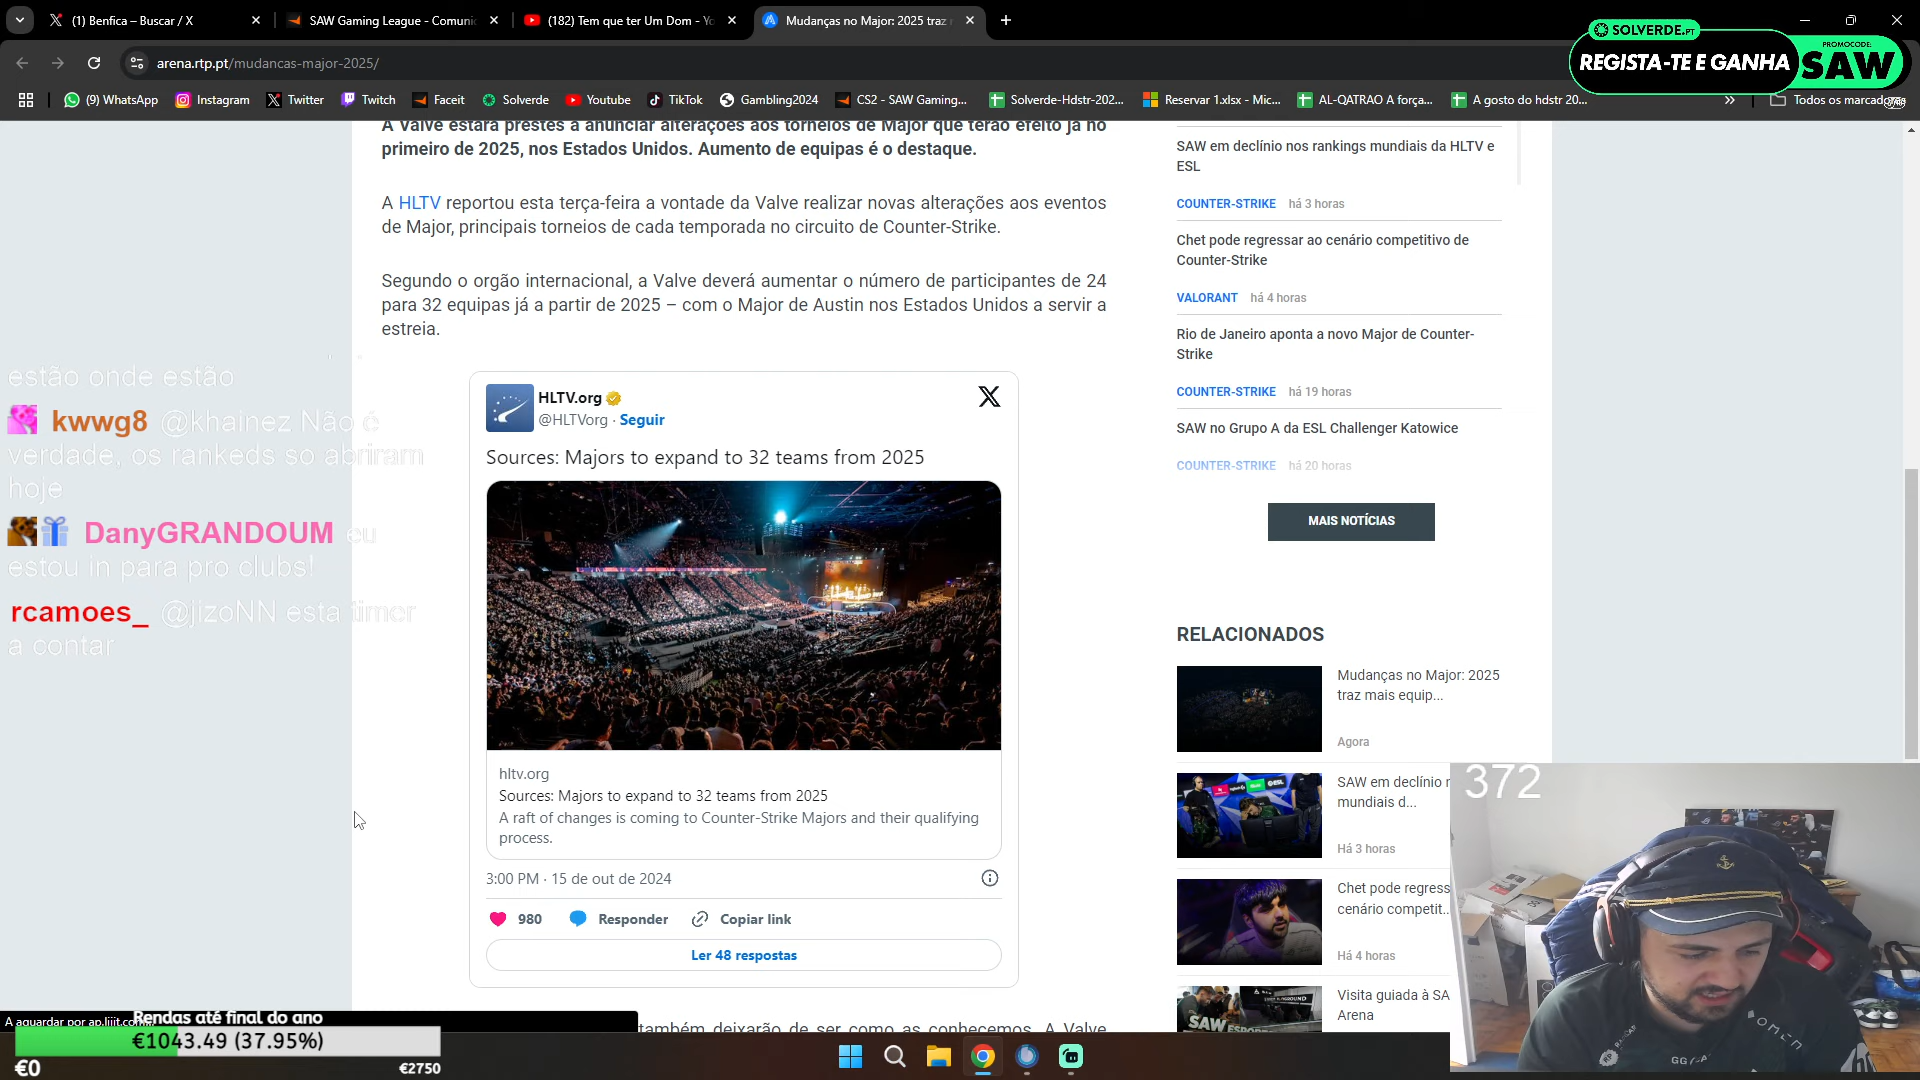 (1) Benfica – Buscar / X
SAW Gaming League - Comuni
(182) Tem que ter Um Dom - Yo
Mudanças no Major: 2025 traz
arena.rtp.pt/mudancas-major-2025/
SOLVERDE.PT
REGISTA-TE E GANHA
PROMOCODE:
SAW
(9) WhatsApp
Instagram
Twitter
Twitch
Faceit
Solverde
Youtube
TikTok
Gambling2024
CS2 - SAW Gaming...
Solverde-Hdstr-202...
Reservar 1.xlsx - Mic...
AL-QATRAO A força...
A gosto do hdstr 20...
Todos os marcadores
A Valve estará prestes a anunciar alterações aos torneios de Major que terão efeito já no
primeiro de 2025, nos Estados Unidos. Aumento de equipas é o destaque.
A HLTV reportou esta terça-feira a vontade da Valve realizar novas alterações aos eventos
de Major, principais torneios de cada temporada no circuito de Counter-Strike.
Segundo o orgão internacional, a Valve deverá aumentar o número de participantes de 24
para 32 equipas já a partir de 2025 – com o Major de Austin nos Estados Unidos a servir a
estreia.
HLTV.org
@HLTVorg · Seguir
Sources: Majors to expand to 32 teams from 2025
hltv.org
Sources: Majors to expand to 32 teams from 2025
A raft of changes is coming to Counter-Strike Majors and their qualifying
process.
3:00 PM · 15 de out de 2024
980
Responder
Copiar link
Ler 48 respostas
também deixarão de ser como as conhecemos. A Valve
SAW em declínio nos rankings mundiais da HLTV e
ESL
COUNTER-STRIKE há 3 horas
Chet pode regressar ao cenário competitivo de
Counter-Strike
VALORANT há 4 horas
Rio de Janeiro aponta a novo Major de Counter-
Strike
COUNTER-STRIKE há 19 horas
SAW no Grupo A da ESL Challenger Katowice
COUNTER-STRIKE há 20 horas
MAIS NOTÍCIAS
RELACIONADOS
Mudanças no Major: 2025
traz mais equip...
Agora
SAW em declínio n
mundiais d...
Há 3 horas
Chet pode regress
cenário competit...
Há 4 horas
Visita guiada à SA
Arena
SAW ESPORTS
estão onde estão
kwwg8 @khainez Não é
verdade, os rankeds so abriram
hoje
DanyGRANDOUM eu
estou in para pro clubs!
rcamoes_ @jizoNN esta timer
a contar
A aguardar por ap.lijit.com...
Rendas até final do ano
€1043.49 (37.95%)
€0
€2750
372